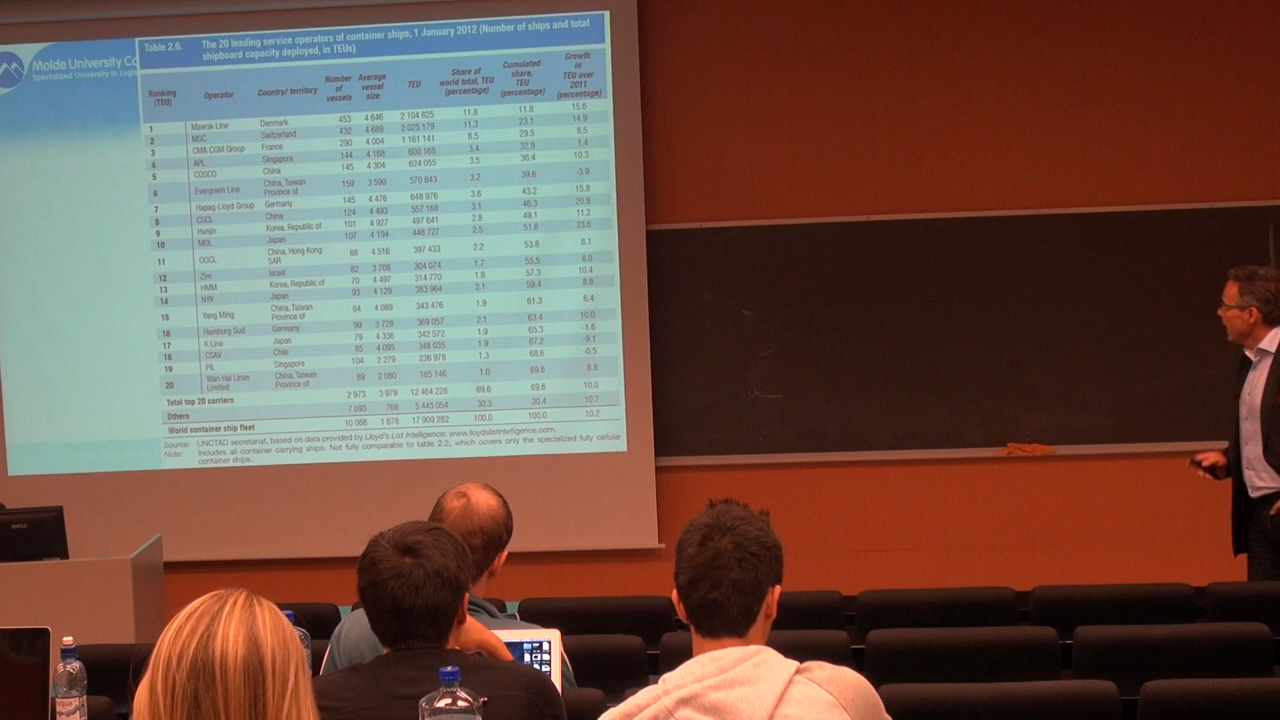 Molde University Co
Specialized University in Logis
Table 2.6. The 20 leading service operators of container ships, 1 January 2012 (Number of ships and total
shipboard capacity deployed, in TEUs)
Ranking (TEU) Operator Country/ territory Number of vessels Average vessel size TEU Share of world total, TEU (percentage) Cumulated share, TEU (percentage) Growth in TEU over 2011 (percentage)
1 Maersk Line Denmark 453 4 646 2 104 825 11.8 11.8 15.6
2 MSC Switzerland 432 4 688 2 025 179 11.3 23.1 14.9
3 CMA CGM Group France 290 4 004 1 161 141 6.5 29.5 8.5
4 APL Singapore 144 4 168 600 168 3.4 32.9 1.4
5 COSCO China 145 4 304 624 055 3.5 36.4 10.3
6 Evergreen Line China, Taiwan Province of 159 3 590 570 843 3.2 39.6 -3.9
7 Hapag-Lloyd Group Germany 145 4 476 648 976 3.6 43.2 15.8
8 CSCL China 124 4 493 557 168 3.1 46.3 20.9
9 Hanjin Korea, Republic of 101 4 927 497 641 2.8 49.1 11.2
10 MOL Japan 107 4 194 448 727 2.5 51.6 23.6
11 OOCL China, Hong Kong SAR 88 4 516 397 433 2.2 53.8 6.1
12 Zim Israel 82 3 708 304 074 1.7 55.5 8.0
13 HMM Korea, Republic of 70 4 497 314 770 1.8 57.3 10.4
14 NYK Japan 93 4 129 383 964 2.1 59.4 8.8
15 Yang Ming China, Taiwan Province of 84 4 089 343 476 1.9 61.3 6.4
16 Hamburg Sud Germany 99 3 728 369 057 2.1 63.4 10.0
17 K Line Japan 79 4 336 342 572 1.9 65.3 -1.6
18 CSAV Chile 85 4 095 348 035 1.9 67.2 -9.1
19 PIL Singapore 104 2 279 236 978 1.3 68.6 -0.5
20 Wan Hai Lines Limited China, Taiwan Province of 89 2 080 185 146 1.0 69.6 8.8
Total top 20 carriers 2 973 3 979 12 464 228 69.6 69.6 10.0
Others 7 093 768 5 445 054 30.3 30.4 10.7
World container ship fleet 10 066 1 678 17 909 282 100.0 100.0 10.2
Source: UNCTAD secretariat, based on data provided by Lloyd's List Intelligence: www.lloydslistintelligence.com.
Note: Includes all container carrying ships. Not fully comparable to table 2.2, which covers only the specialized fully cellular
container ships.
DELL